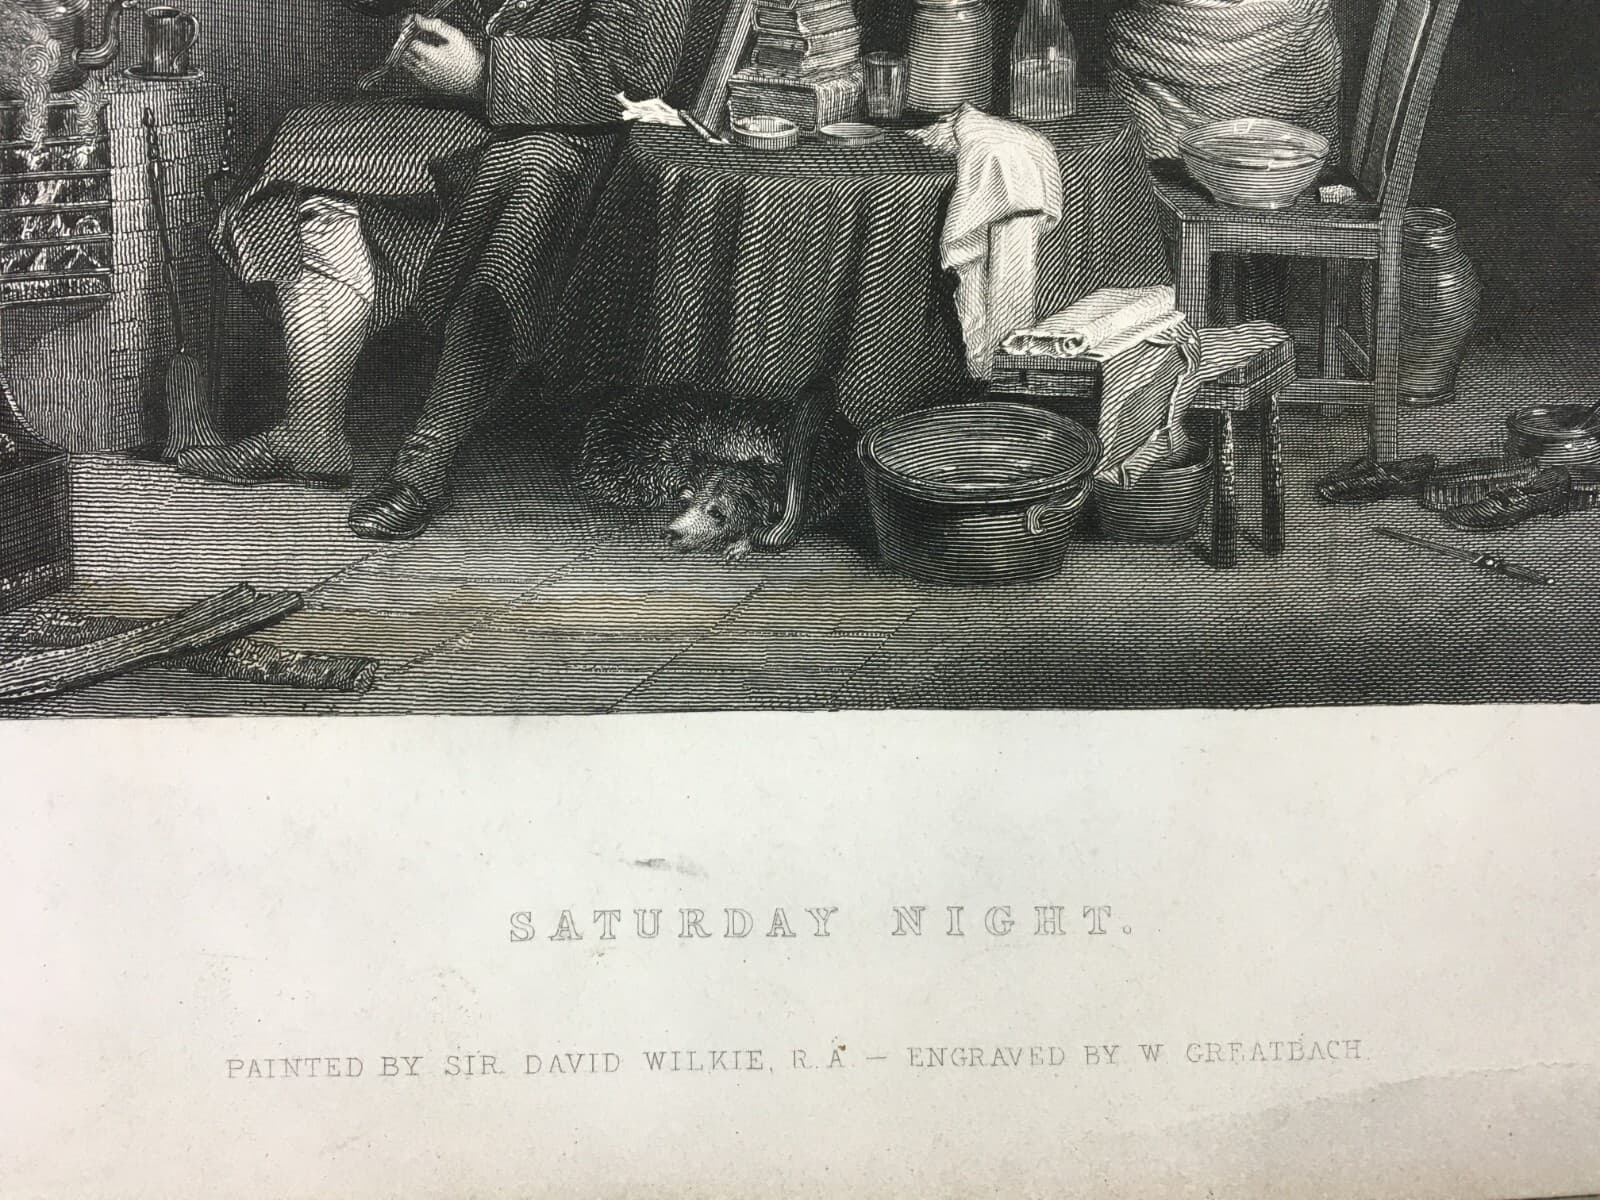 SATURDAY NIGHT.
PAINTED BY SIR. DAVID WILKIE, R.A. — ENGRAVED BY W GREATBACH.